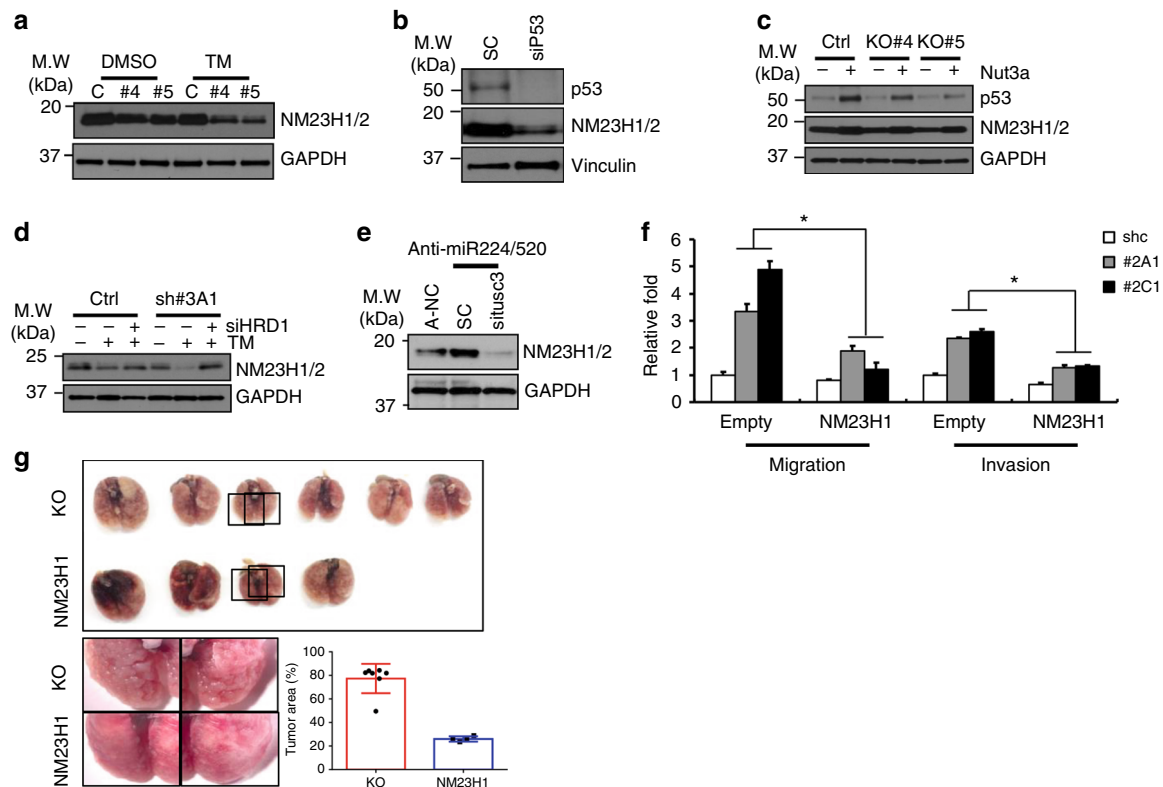 a
M.W
(kDa)
DMSO TM
C #4 #5 C #4 #5
20
NM23H1/2
37
GAPDH
b
M.W
(kDa)
SC siP53
50
p53
20
NM23H1/2
37
Vinculin
c
M.W
(kDa)
Ctrl KO#4 KO#5
– + – + – + Nut3a
50
p53
20
NM23H1/2
37
GAPDH
d
M.W
(kDa)
Ctrl sh#3A1
– – + – – + siHRD1
– + + – + + TM
25
NM23H1/2
37
GAPDH
e
Anti-miR224/520
M.W
(kDa)
A-NC SC situsc3
20
NM23H1/2
GAPDH
37
f
Relative fold
6
5
4
3
2
1
0
* *
shc
#2A1
#2C1
Empty NM23H1 Empty NM23H1
Migration Invasion
g
KO
NM23H1
KO
NM23H1
Tumor area (%)
100
80
60
40
20
0
KO NM23H1